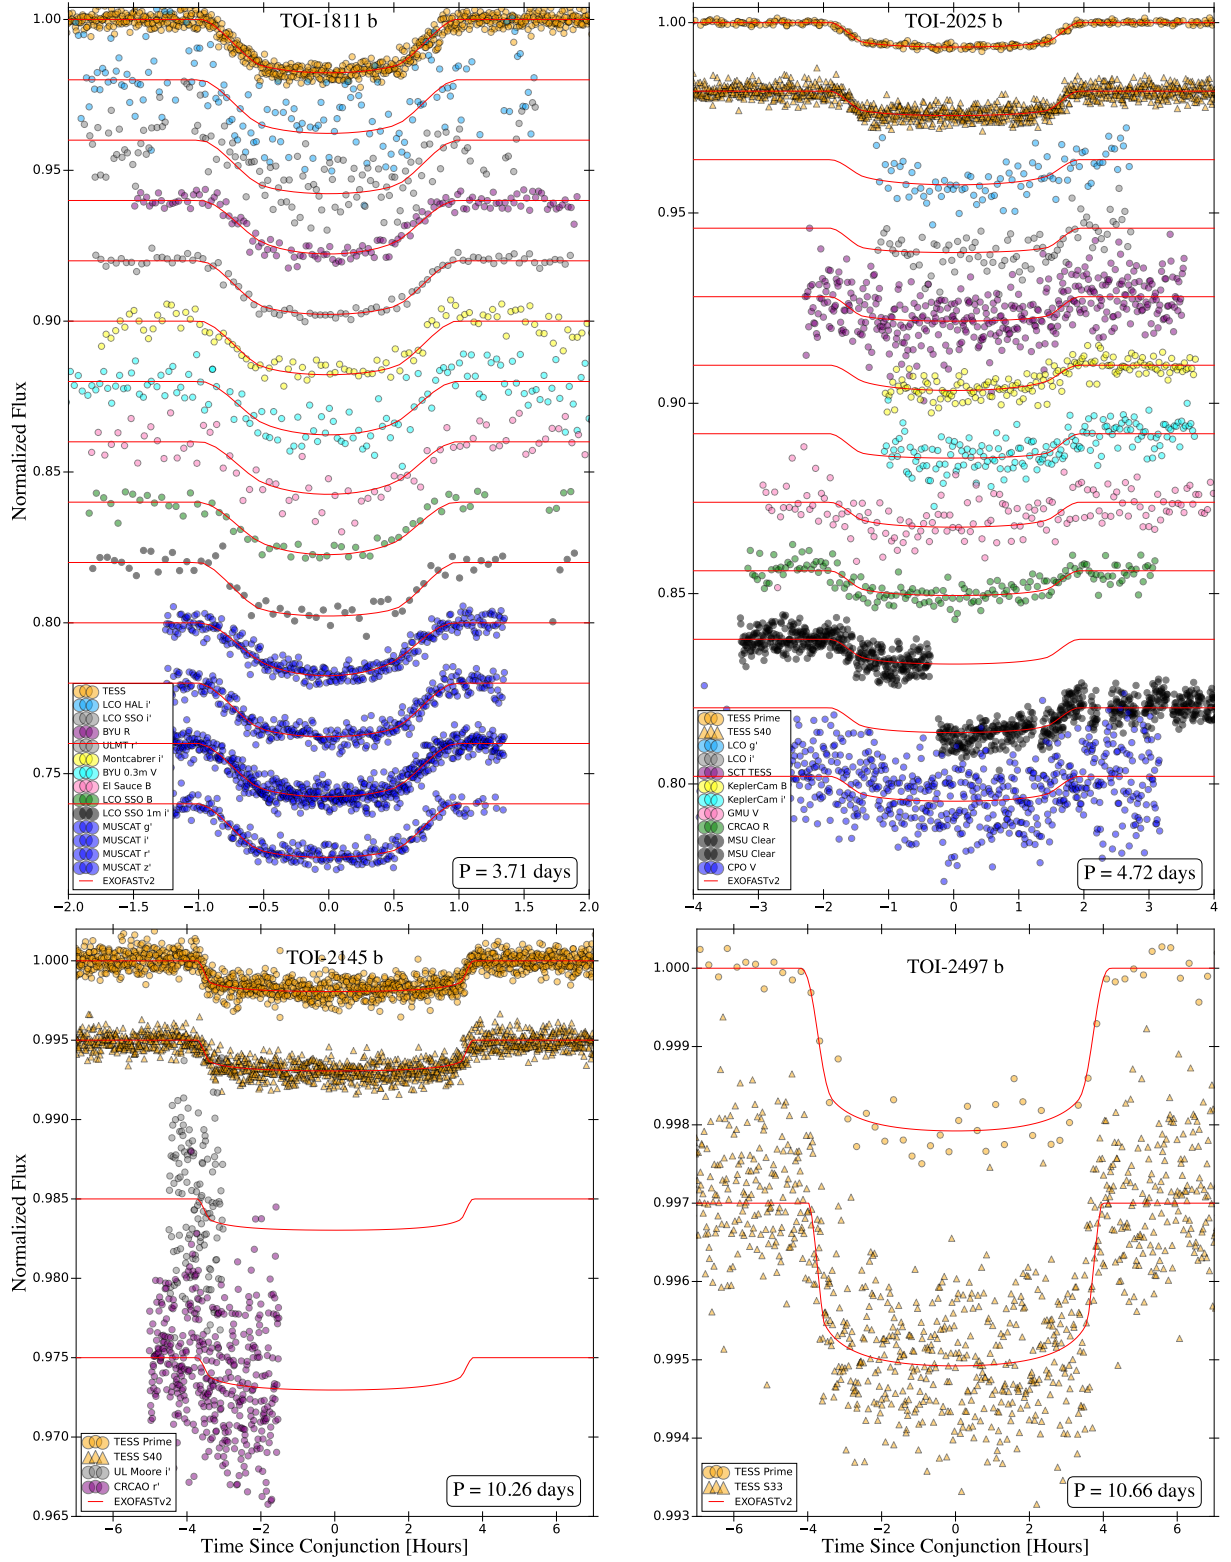 TOI-1811 b
1.00
0.95
0.90
0.85
0.80
0.75
Normalized Flux
TESS
LCO HAL i'
LCO SSO i'
BYU R
ULMT r'
Montcabrer i'
BYU 0.3m V
El Sauce B
LCO SSO B
LCO SSO 1m i'
MUSCAT g'
MUSCAT i'
MUSCAT r'
MUSCAT z'
EXOFASTv2
P = 3.71 days
−2.0 −1.5 −1.0 −0.5 0.0 0.5 1.0 1.5 2.0
TOI-2025 b
1.00
0.95
0.90
0.85
0.80
Normalized Flux
TESS Prime
TESS S40
LCO g'
LCO i'
SCT TESS
KeplerCam B
KeplerCam i'
GMU V
CRCAO R
MSU Clear
MSU Clear
CPO V
EXOFASTv2
P = 4.72 days
−4 −3 −2 −1 0 1 2 3 4
TOI-2145 b
1.000
0.995
0.990
0.985
0.980
0.975
0.970
0.965
Normalized Flux
TESS Prime
TESS S40
UL Moore i'
CRCAO r'
EXOFASTv2
P = 10.26 days
−6 −4 −2 0 2 4 6
Time Since Conjunction [Hours]
TOI-2497 b
1.000
0.999
0.998
0.997
0.996
0.995
0.994
0.993
Normalized Flux
TESS Prime
TESS S33
EXOFASTv2
P = 10.66 days
−6 −4 −2 0 2 4 6
Time Since Conjunction [Hours]